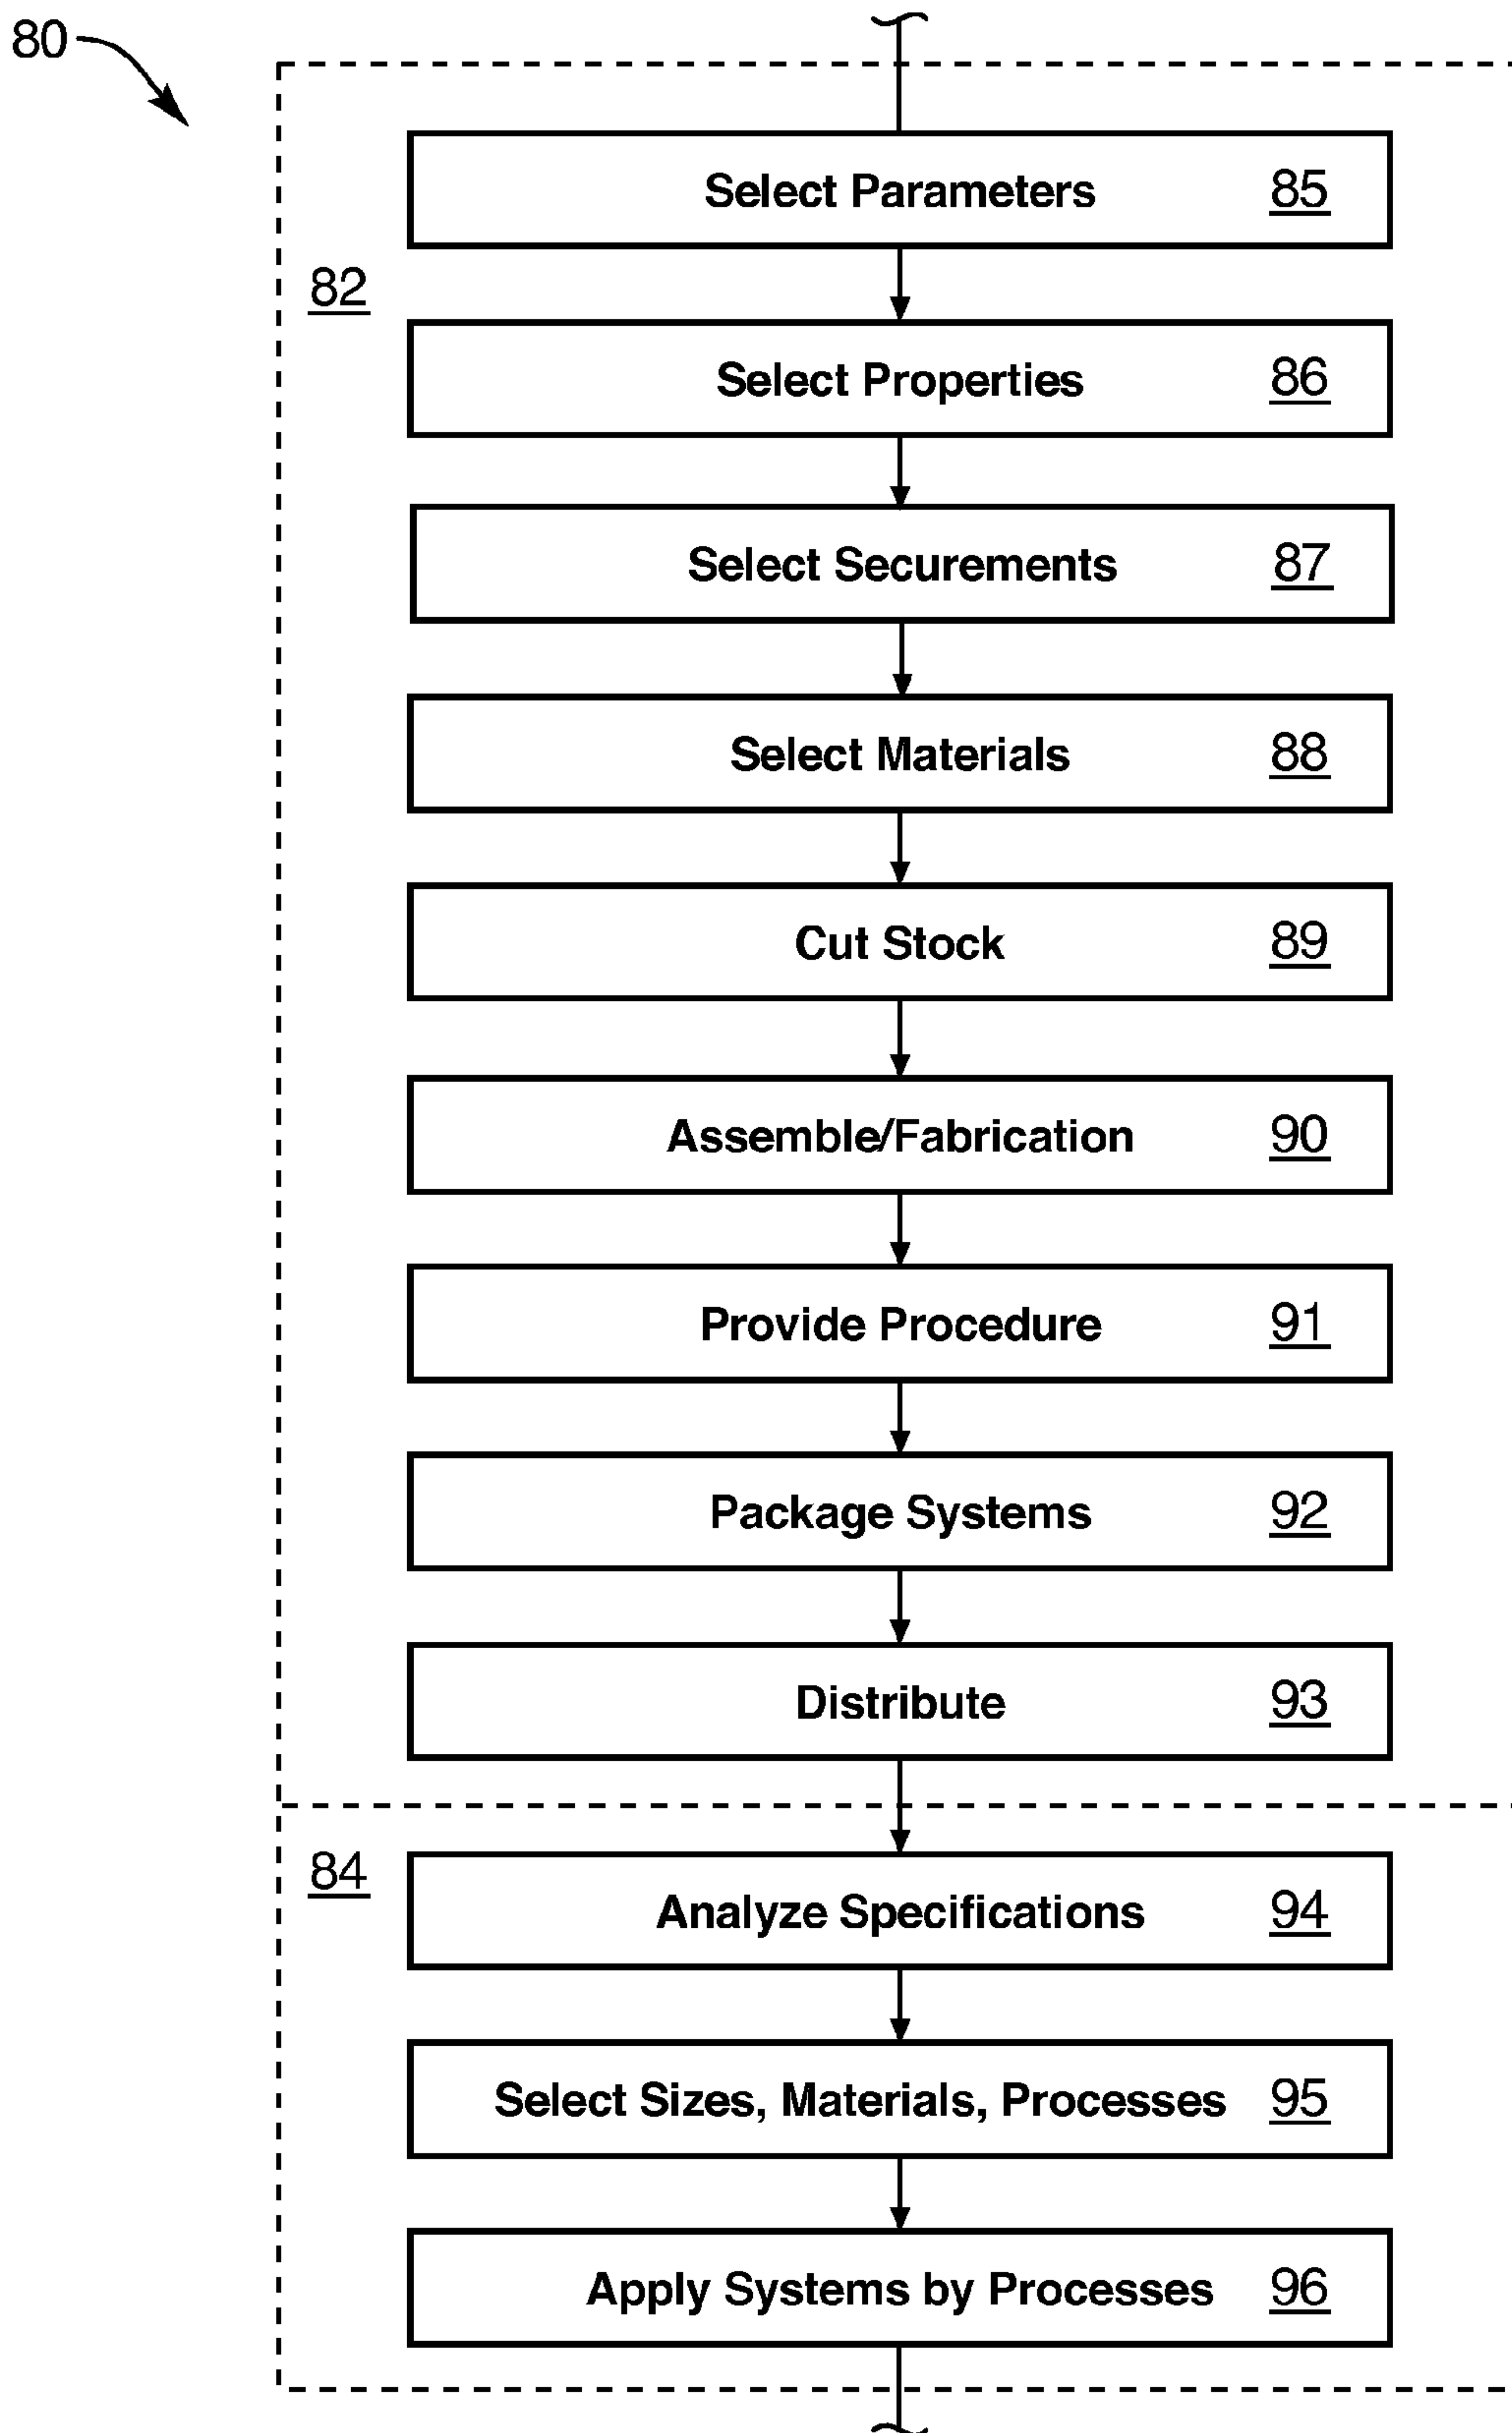 80
Select Parameters 85
82
Select Properties 86
Select Securements 87
Select Materials 88
Cut Stock 89
Assemble/Fabrication 90
Provide Procedure 91
Package Systems 92
Distribute 93
84
Analyze Specifications 94
Select Sizes, Materials, Processes 95
Apply Systems by Processes 96